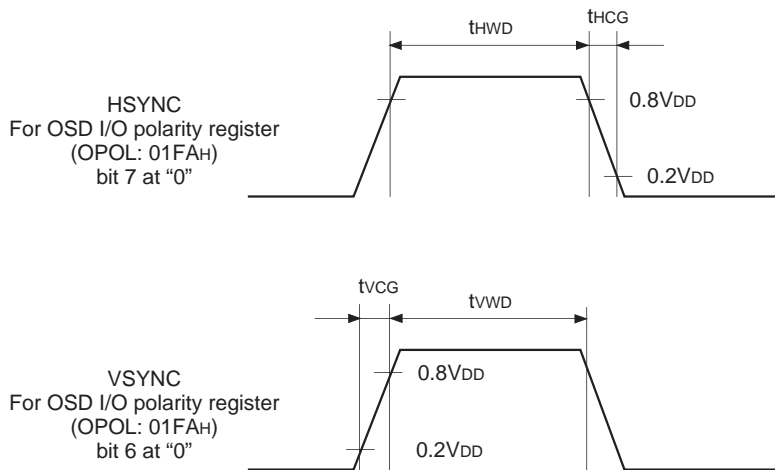 tHWD
tHCG
HSYNC
For OSD I/O polarity register
(OPOL: 01FAH)
bit 7 at “0”
0.8VDD
0.2VDD
tVCG
tVWD
VSYNC
For OSD I/O polarity register
(OPOL: 01FAH)
bit 6 at “0”
0.8VDD
0.2VDD